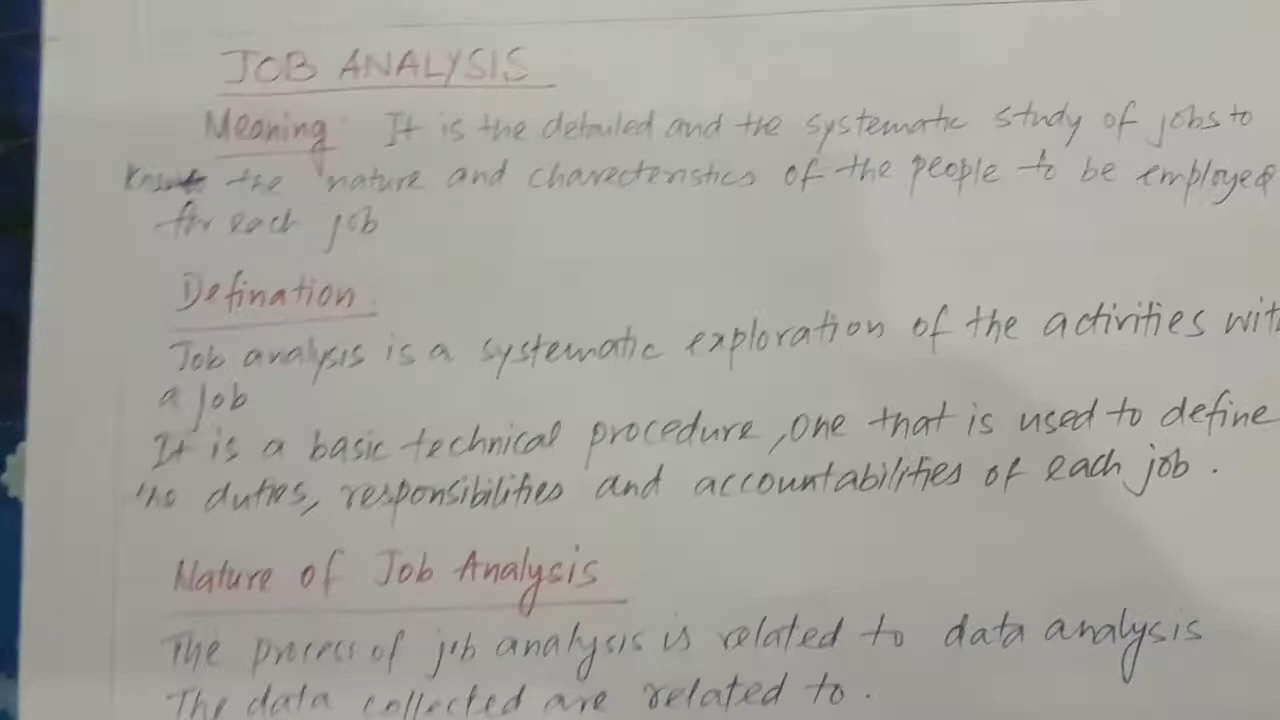 JOB ANALYSIS
Meaning: It is the detailed and the systematic study of jobs to
know the nature and charecteristics of the people to be employed
for each job
Defination.
Job analysis is a systematic exploration of the activities wit
a job
It is a basic technical procedure, one that is used to define
duties, responsibilities and accountabilities of each job.
Nature of Job Analysis
The process of job analysis is related to data analysis
The data collected are related to.